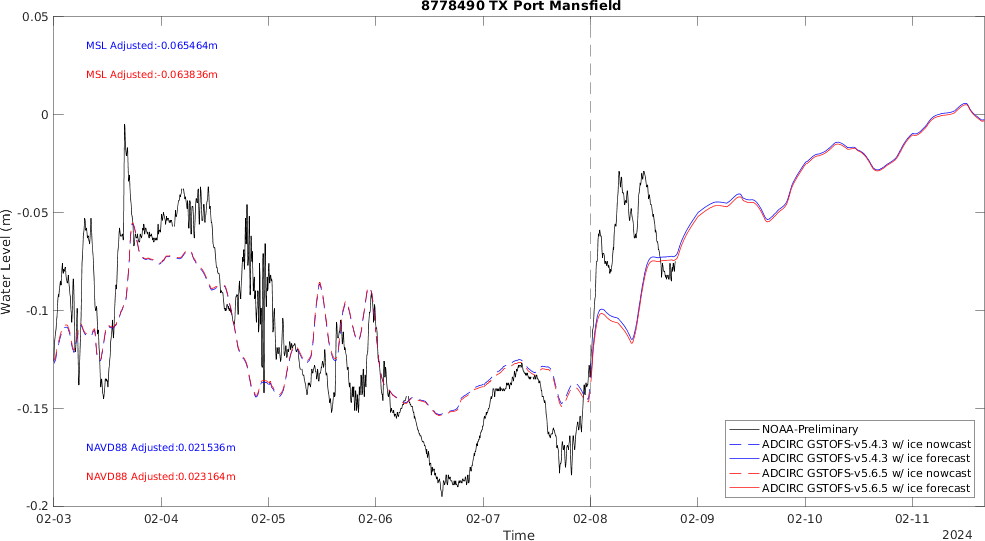 8778490 TX Port Mansfield
0.05
MSL Adjusted:-0.065464m
MSL Adjusted:-0.063836m
0
-0.05
Water Level (m)
-0.1
-0.15
NAVD88 Adjusted:0.021536m
NAVD88 Adjusted:0.023164m
NOAA-Preliminary
ADCIRC GSTOFS-v5.4.3 w/ ice nowcast
ADCIRC GSTOFS-v5.4.3 w/ ice forecast
ADCIRC GSTOFS-v5.6.5 w/ ice nowcast
ADCIRC GSTOFS-v5.6.5 w/ ice forecast
-0.2
02-03 02-04 02-05 02-06 02-07 02-08 02-09 02-10 02-11
Time
2024